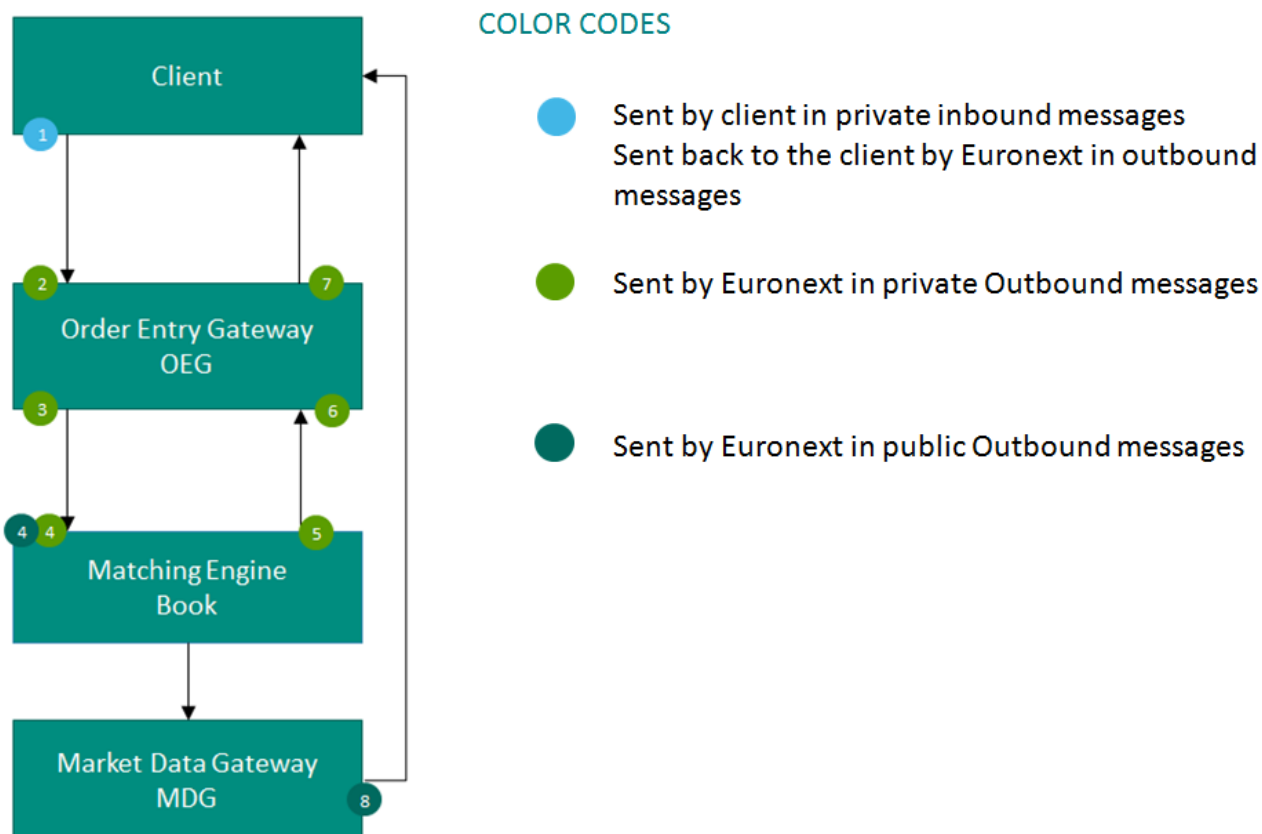 COLOR CODES
Client
1
Sent by client in private inbound messages
Sent back to the client by Euronext in outbound
messages
2
7
Sent by Euronext in private Outbound messages
Order Entry Gateway
OEG
3
6
Sent by Euronext in public Outbound messages
4
4
5
Matching Engine
Book
Market Data Gateway
MDG
8